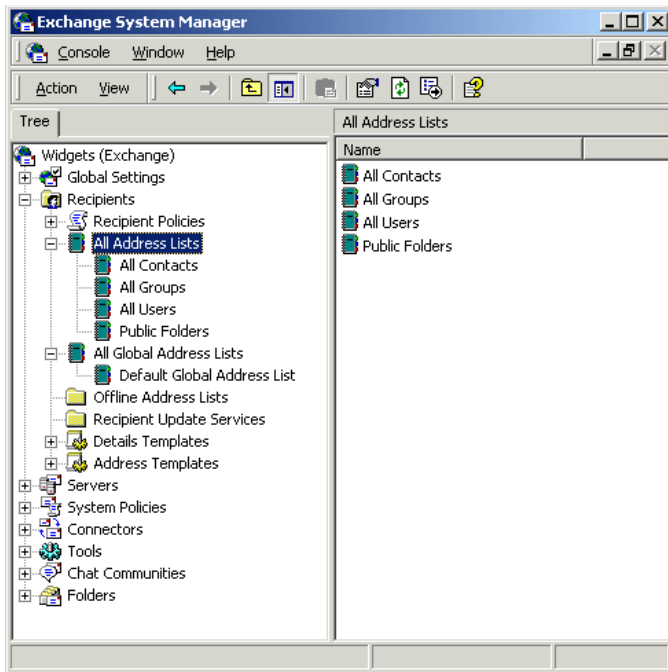 Exchange System Manager
Console Window Help
Action View
Tree
All Address Lists
Name
Widgets (Exchange)
Global Settings
Recipients
Recipient Policies
All Address Lists
All Contacts
All Groups
All Users
Public Folders
All Global Address Lists
Default Global Address List
Offline Address Lists
Recipient Update Services
Details Templates
Address Templates
Servers
System Policies
Connectors
Tools
Chat Communities
Folders
All Contacts
All Groups
All Users
Public Folders